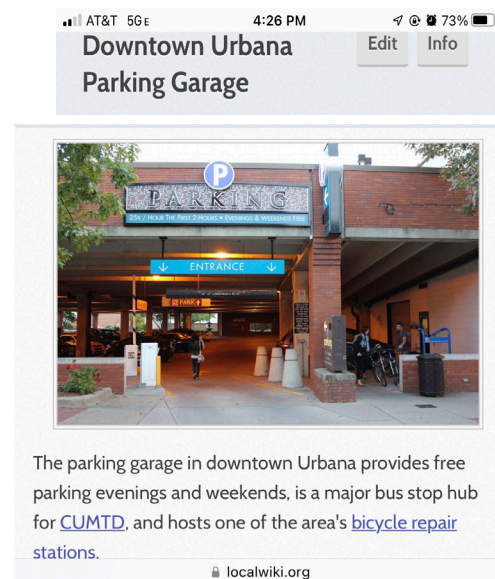 AT&T 5GE 4:26 PM 73%
Downtown Urbana
Parking Garage
Edit Info
P
PARKING
25¢ / HOUR THE FIRST 2 HOURS • EVENINGS & WEEKENDS FREE
ENTRANCE
The parking garage in downtown Urbana provides free
parking evenings and weekends, is a major bus stop hub
for CUMTD, and hosts one of the area's bicycle repair
stations.
localwiki.org